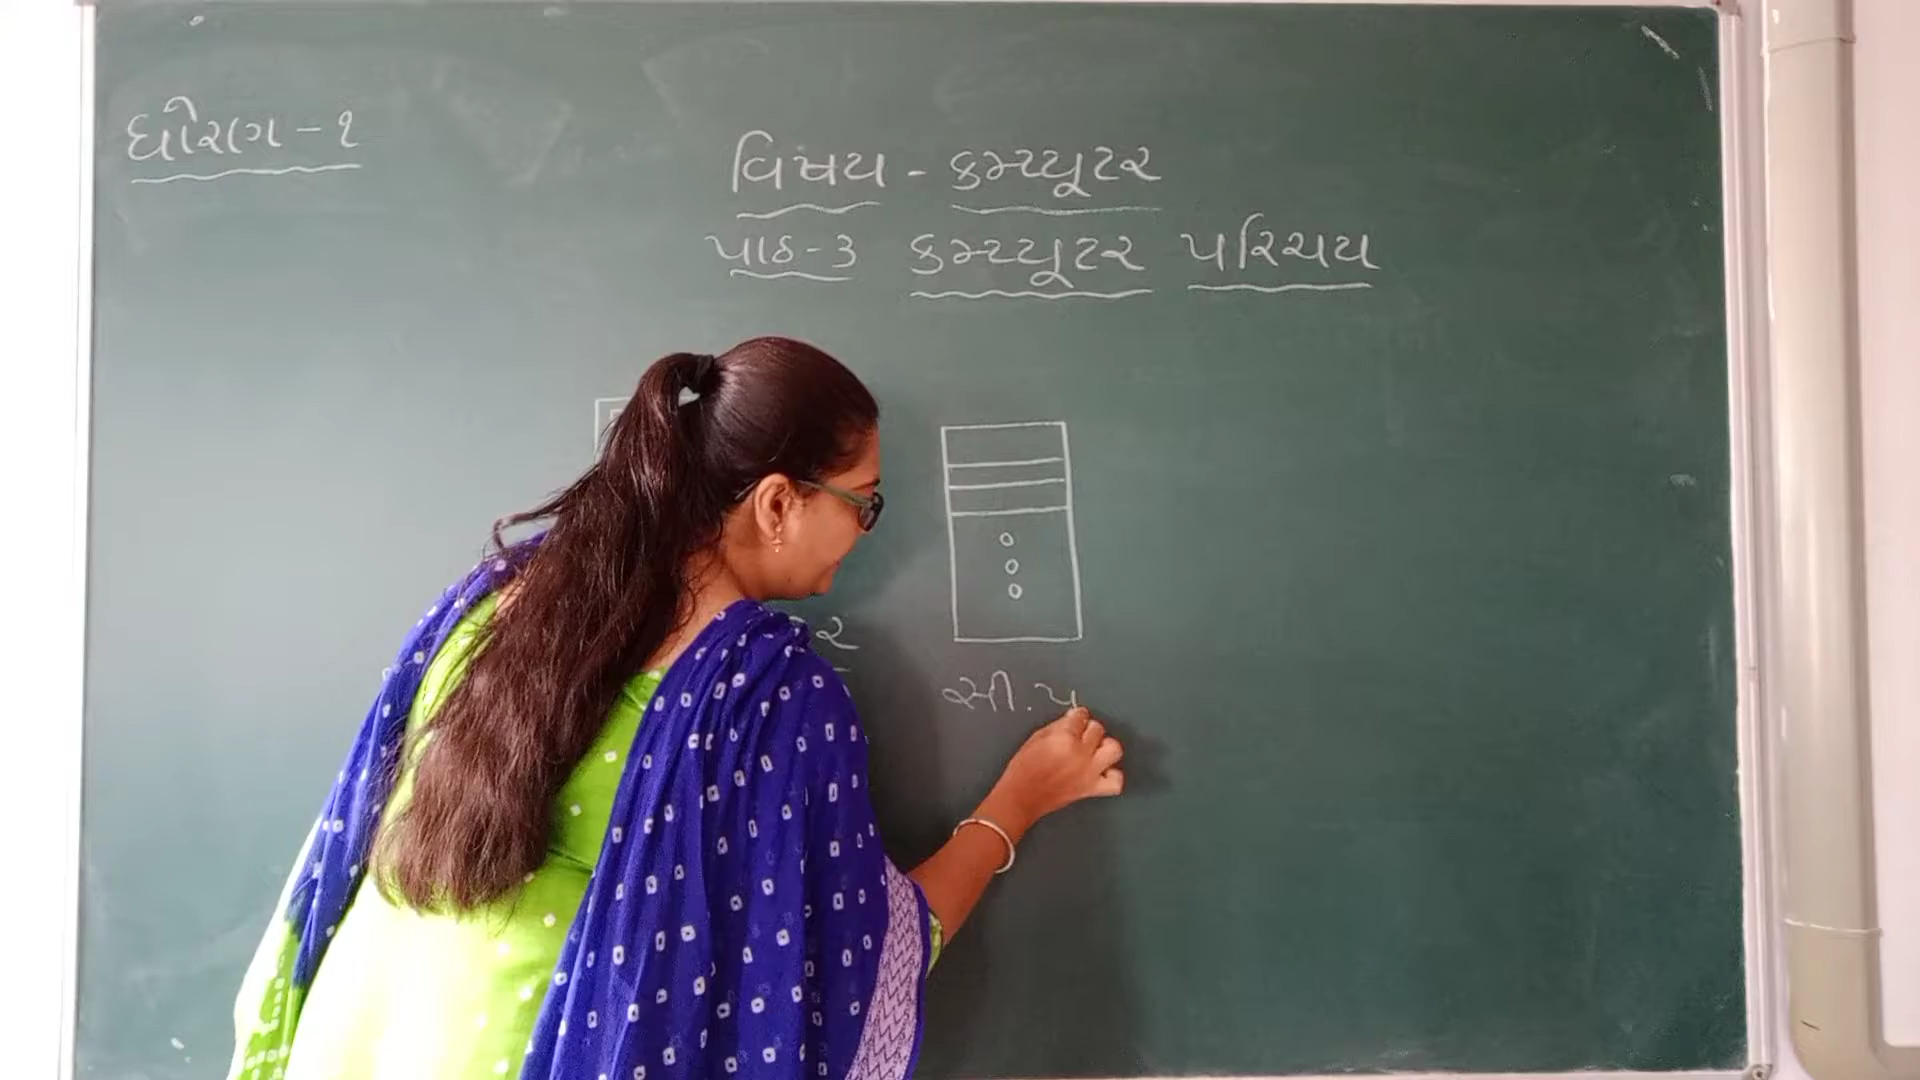 ધોરણ - ૧
વિષય - કમ્પ્યૂટર
પાઠ - ૩ કમ્પ્યૂટર પરિચય
સી. પ